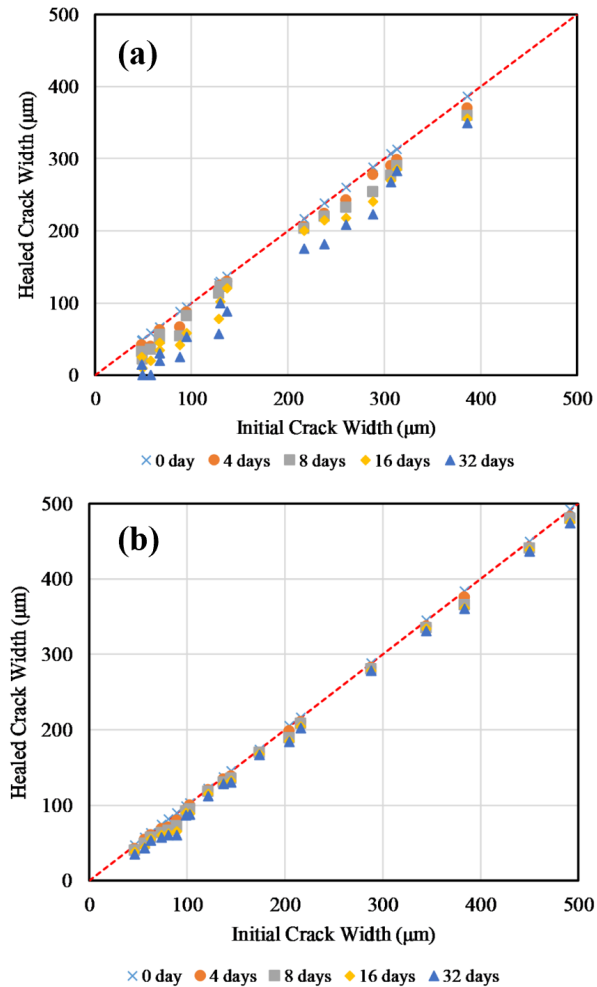 500
(a)
400
300
200
100
0
0 100 200 300 400 500
Healed Crack Width (μm)
Initial Crack Width (μm)
0 day 4 days 8 days 16 days 32 days
500
(b)
400
300
200
100
0
0 100 200 300 400 500
Healed Crack Width (μm)
Initial Crack Width (μm)
0 day 4 days 8 days 16 days 32 days